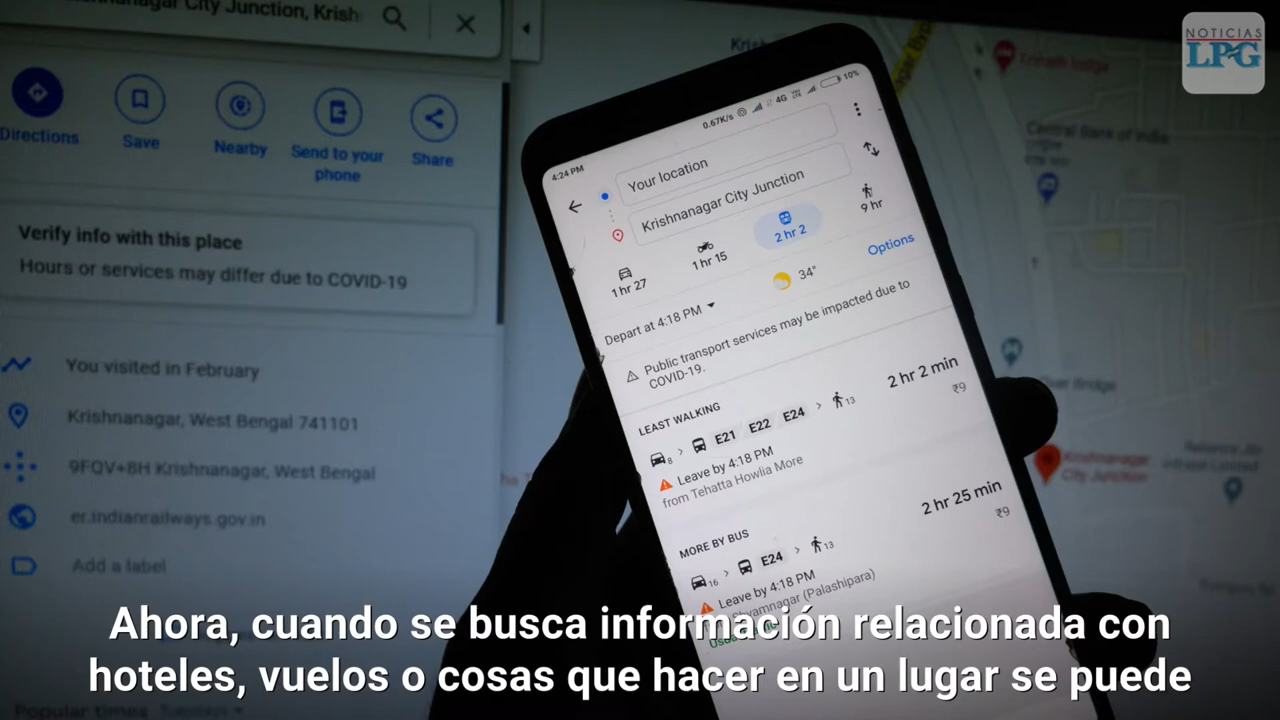 Krishnanagar City Junction, Krish
Directions
Save
Nearby
Send to your
phone
Share
Verify info with this place
Hours or services may differ due to COVID-19
You visited in February
Krishnanagar, West Bengal 741101
9FQV+8H Krishnanagar, West Bengal
er.indianrailways.gov.in
Add a label
Popular times
4:24 PM
0.67K/s
4G
10%
Your location
Krishnanagar City Junction
1 hr 27
1 hr 15
2 hr 2
9 hr
Depart at 4:18 PM
34°
Options
Public transport services may be impacted due to
COVID-19.
LEAST WALKING
2 hr 2 min
8 E21 E22 E24 13
₹9
Leave by 4:18 PM
from Tehatta Howlia More
MORE BY BUS
2 hr 25 min
16 E24 13
₹9
Leave by 4:18 PM
Shyamnagar (Palashipara)
Central Bank of India
Krishnanagar
City Junction
NOTICIAS
LPG
Ahora, cuando se busca información relacionada con
hoteles, vuelos o cosas que hacer en un lugar se puede